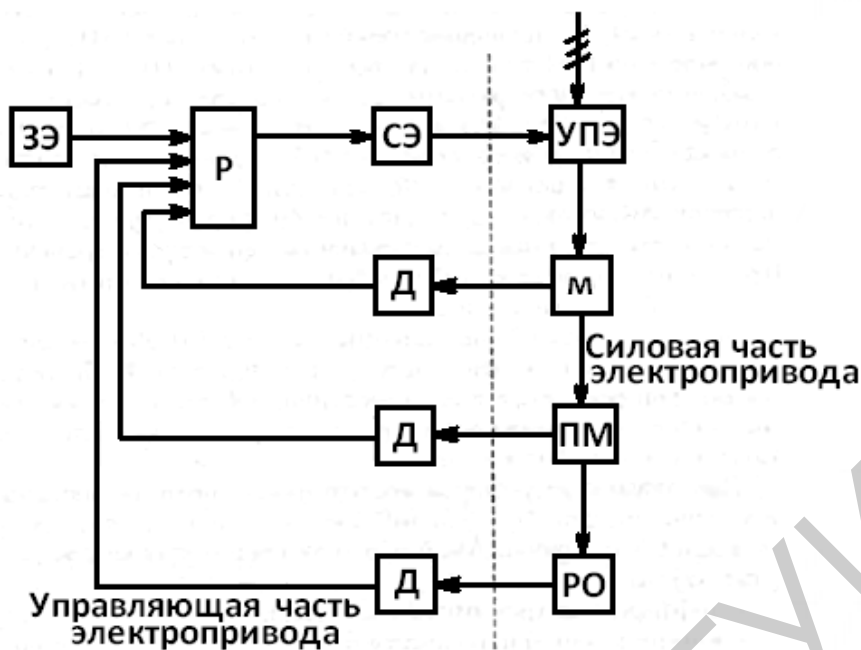 ЗЭ
Р
СЭ
УПЭ
Д
м
Силовая часть
электропривода
Д
ПМ
Д
РО
Управляющая часть
электропривода